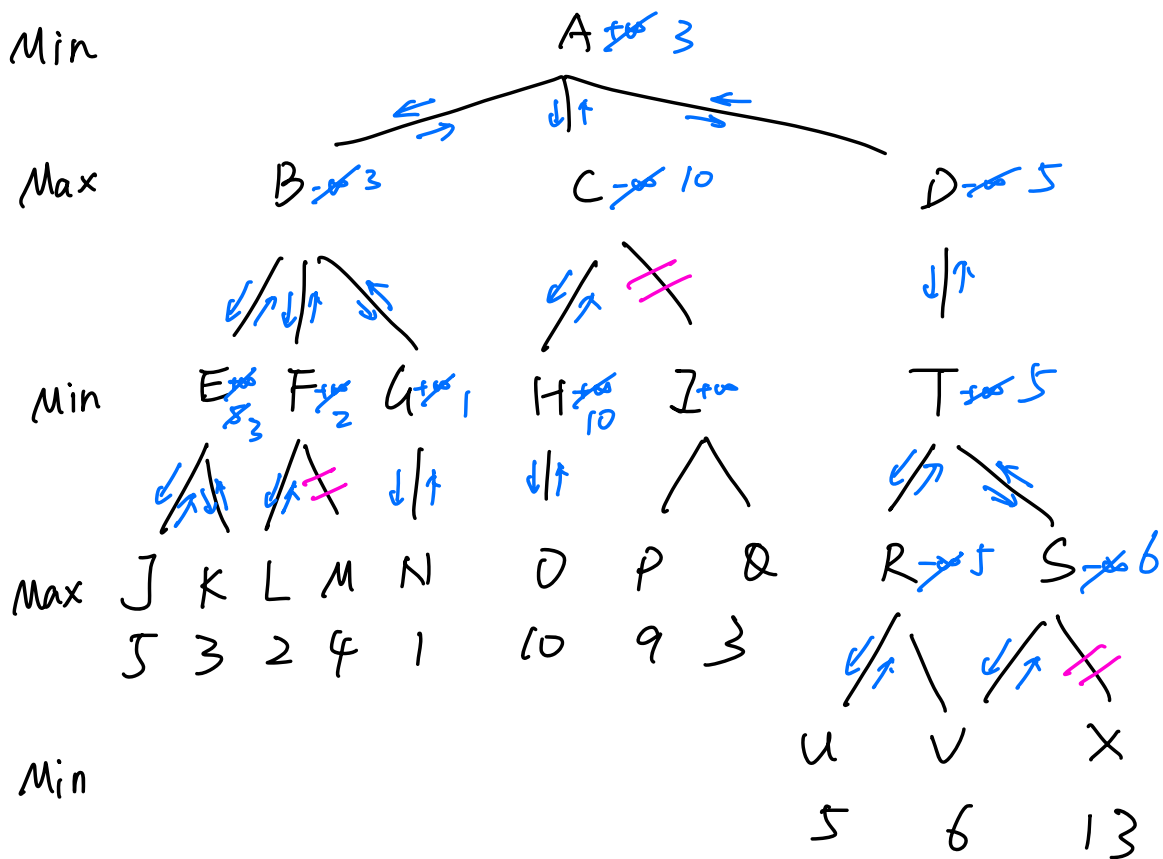 Min A +∞ 3
Max B -∞ 3 C -∞ 10 D -∞ 5
Min E +∞ F +∞ G +∞ 1 H +∞ I +∞ T +∞ 5
5 3 2 10
Max J K L M N O P Q R -∞ 5 S -∞ 6
5 3 2 4 1 10 9 3
Min U V X
5 6 13